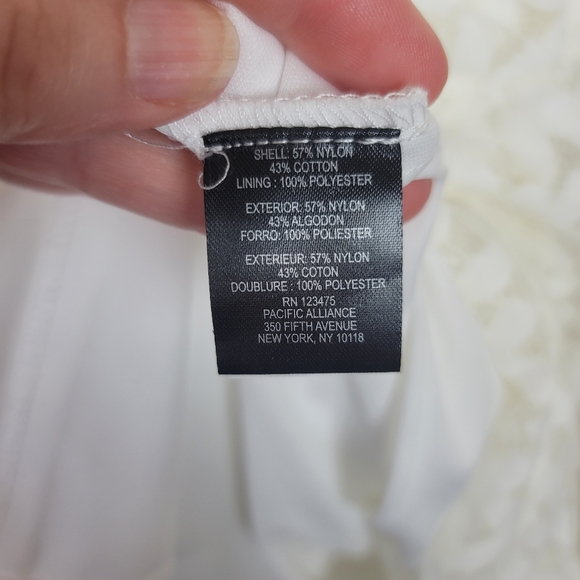 SHELL: 57% NYLON
43% COTTON
LINING : 100% POLYESTER
EXTERIOR: 57% NYLON
43% ALGODON
FORRO: 100% POLIESTER
EXTERIEUR: 57% NYLON
43% COTON
DOUBLURE : 100% POLYESTER
RN 123475
PACIFIC ALLIANCE
350 FIFTH AVENUE
NEW YORK, NY 10118